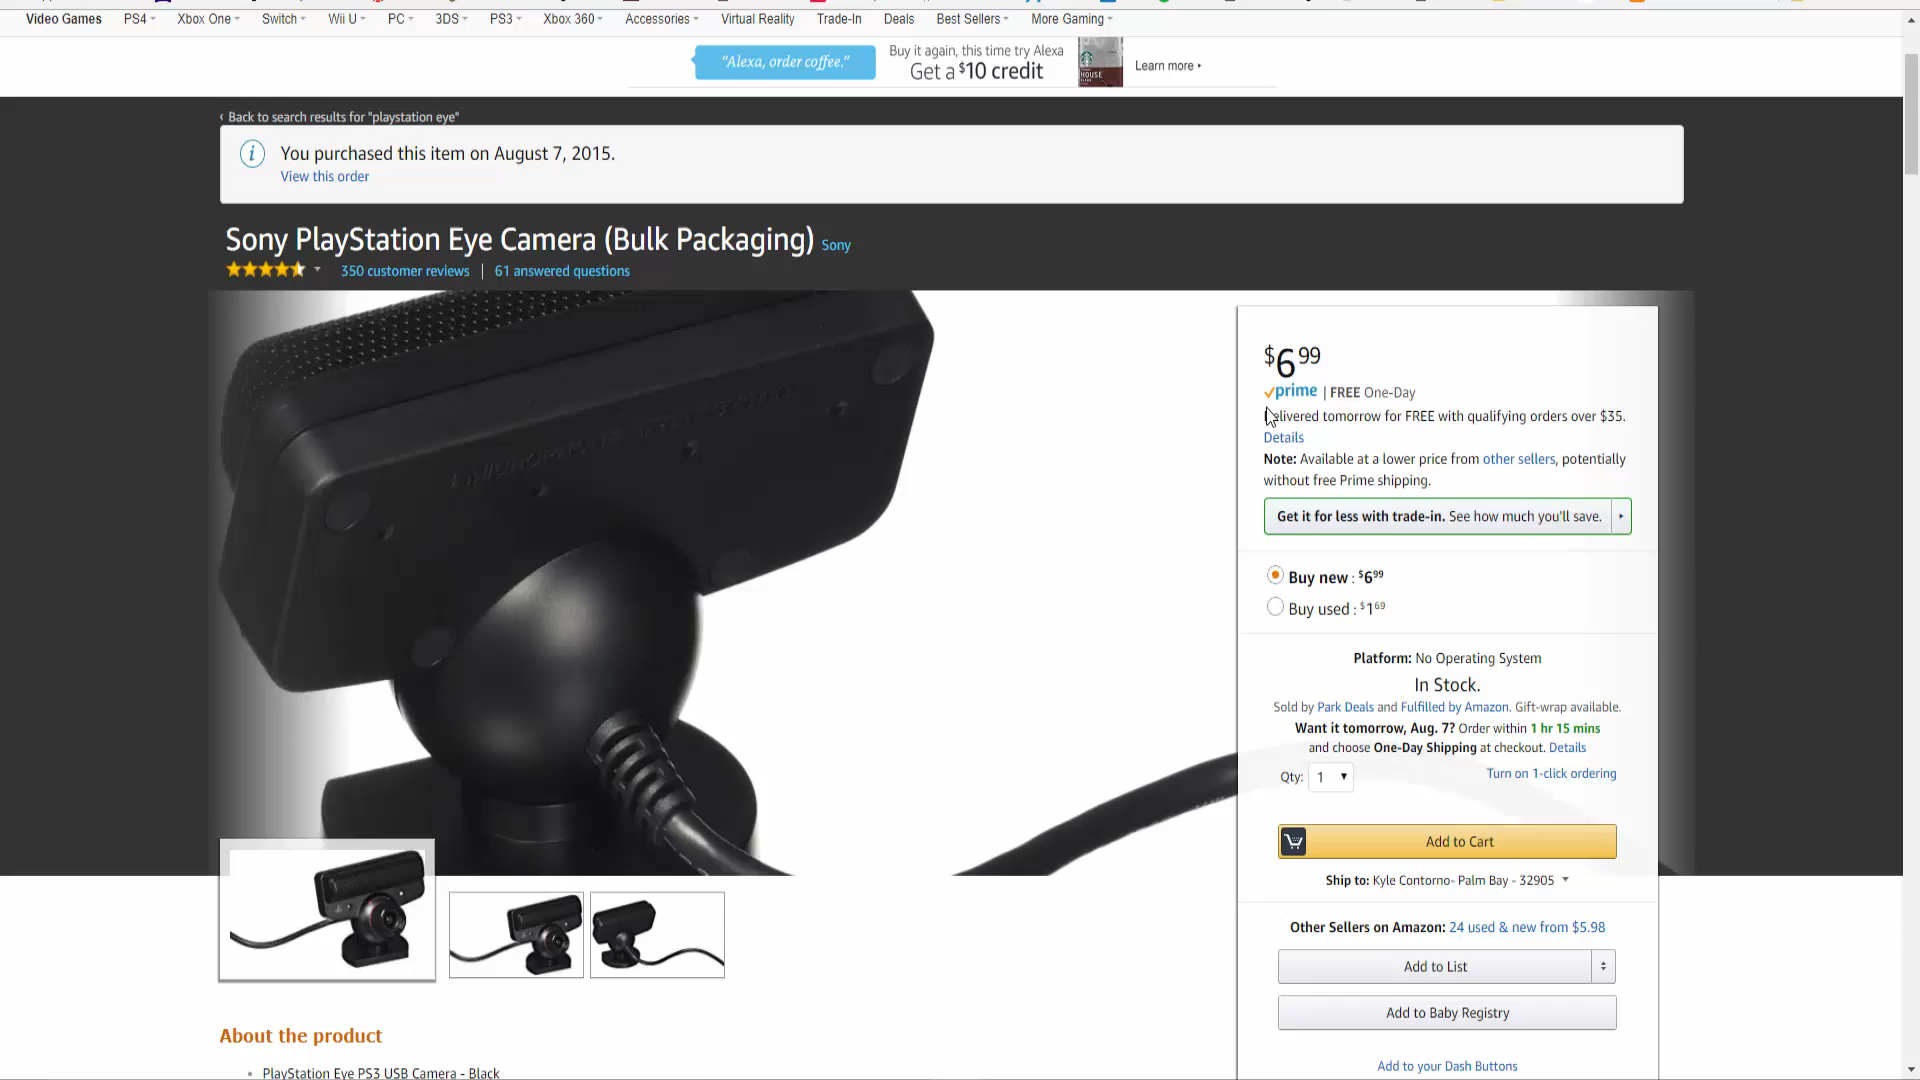 Video Games PS4 Xbox One Switch Wii U PC 3DS PS3 Xbox 360 Accessories Virtual Reality Trade-In Deals Best Sellers More Gaming
"Alexa, order coffee."
Buy it again, this time try Alexa
Get a $10 credit
HOUSE
Learn more
‹ Back to search results for "playstation eye"
You purchased this item on August 7, 2015.
View this order
Sony PlayStation Eye Camera (Bulk Packaging) Sony
350 customer reviews | 61 answered questions
$6 99
prime | FREE One-Day
Delivered tomorrow for FREE with qualifying orders over $35.
Details
Note: Available at a lower price from other sellers, potentially
without free Prime shipping.
Get it for less with trade-in. See how much you'll save.
Buy new : $6 99
Buy used : $1 69
Platform: No Operating System
In Stock.
Sold by Park Deals and Fulfilled by Amazon. Gift-wrap available.
Want it tomorrow, Aug. 7? Order within 1 hr 15 mins
and choose One-Day Shipping at checkout. Details
Qty: 1
Turn on 1-click ordering
Add to Cart
Ship to: Kyle Contorno- Palm Bay - 32905
Other Sellers on Amazon: 24 used & new from $5.98
Add to List
Add to Baby Registry
Add to your Dash Buttons
About the product
PlayStation Eye PS3 USB Camera - Black